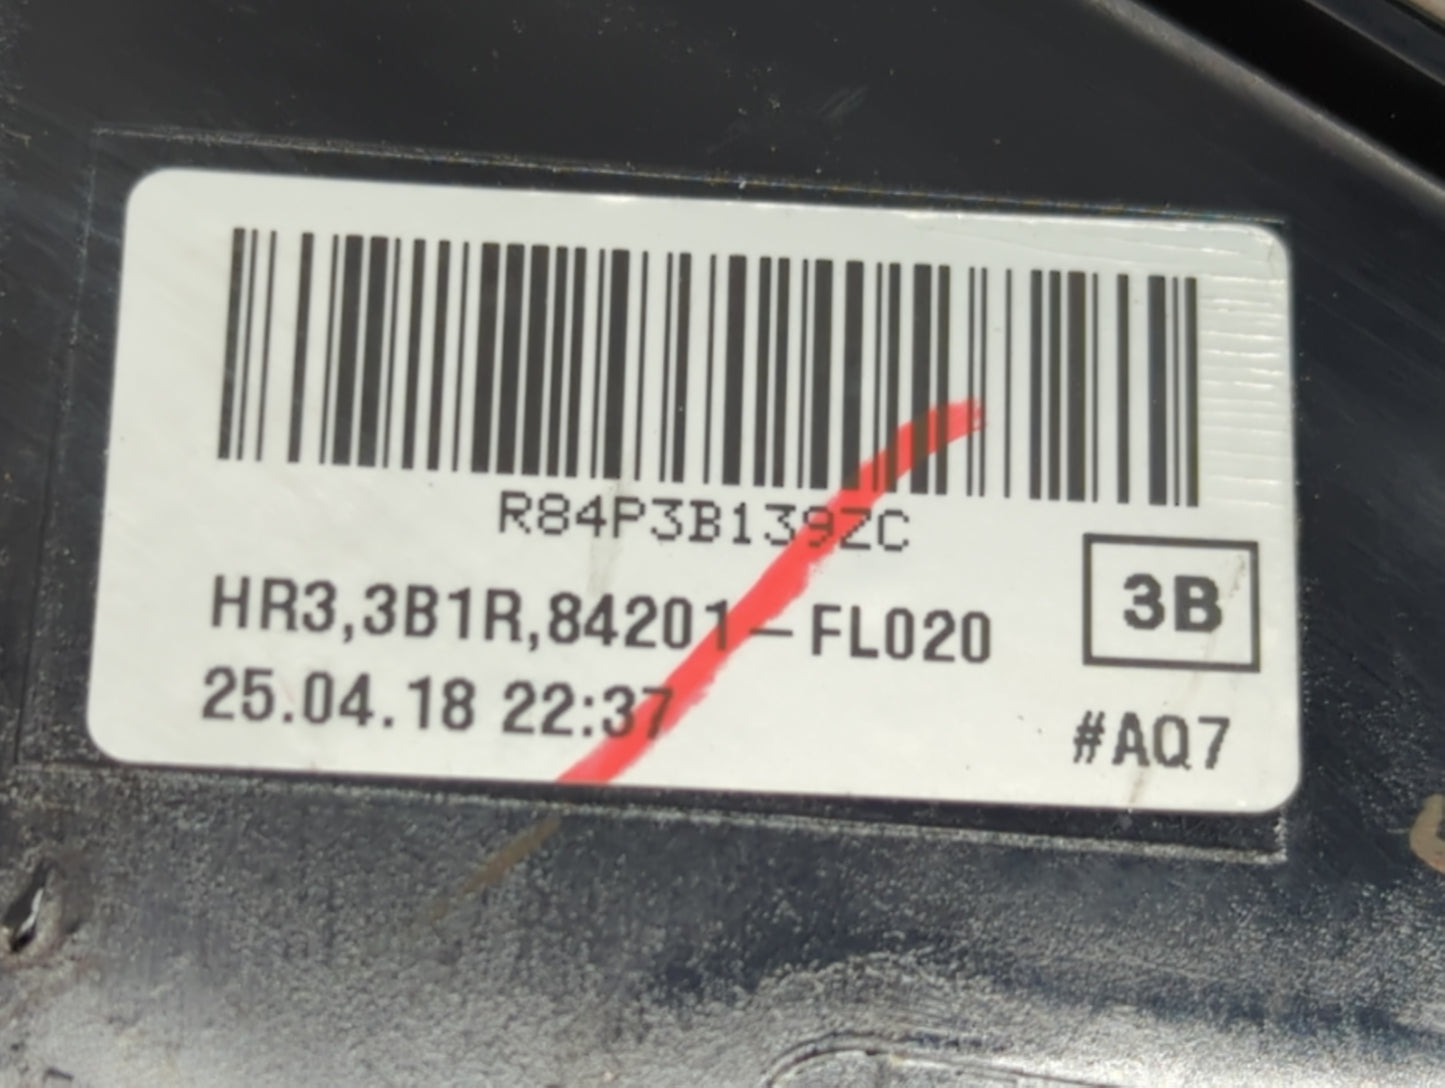 R84P3B139ZC
HR3,3B1R,84201-FL020
3B
25.04.18 22:37
#AQ7